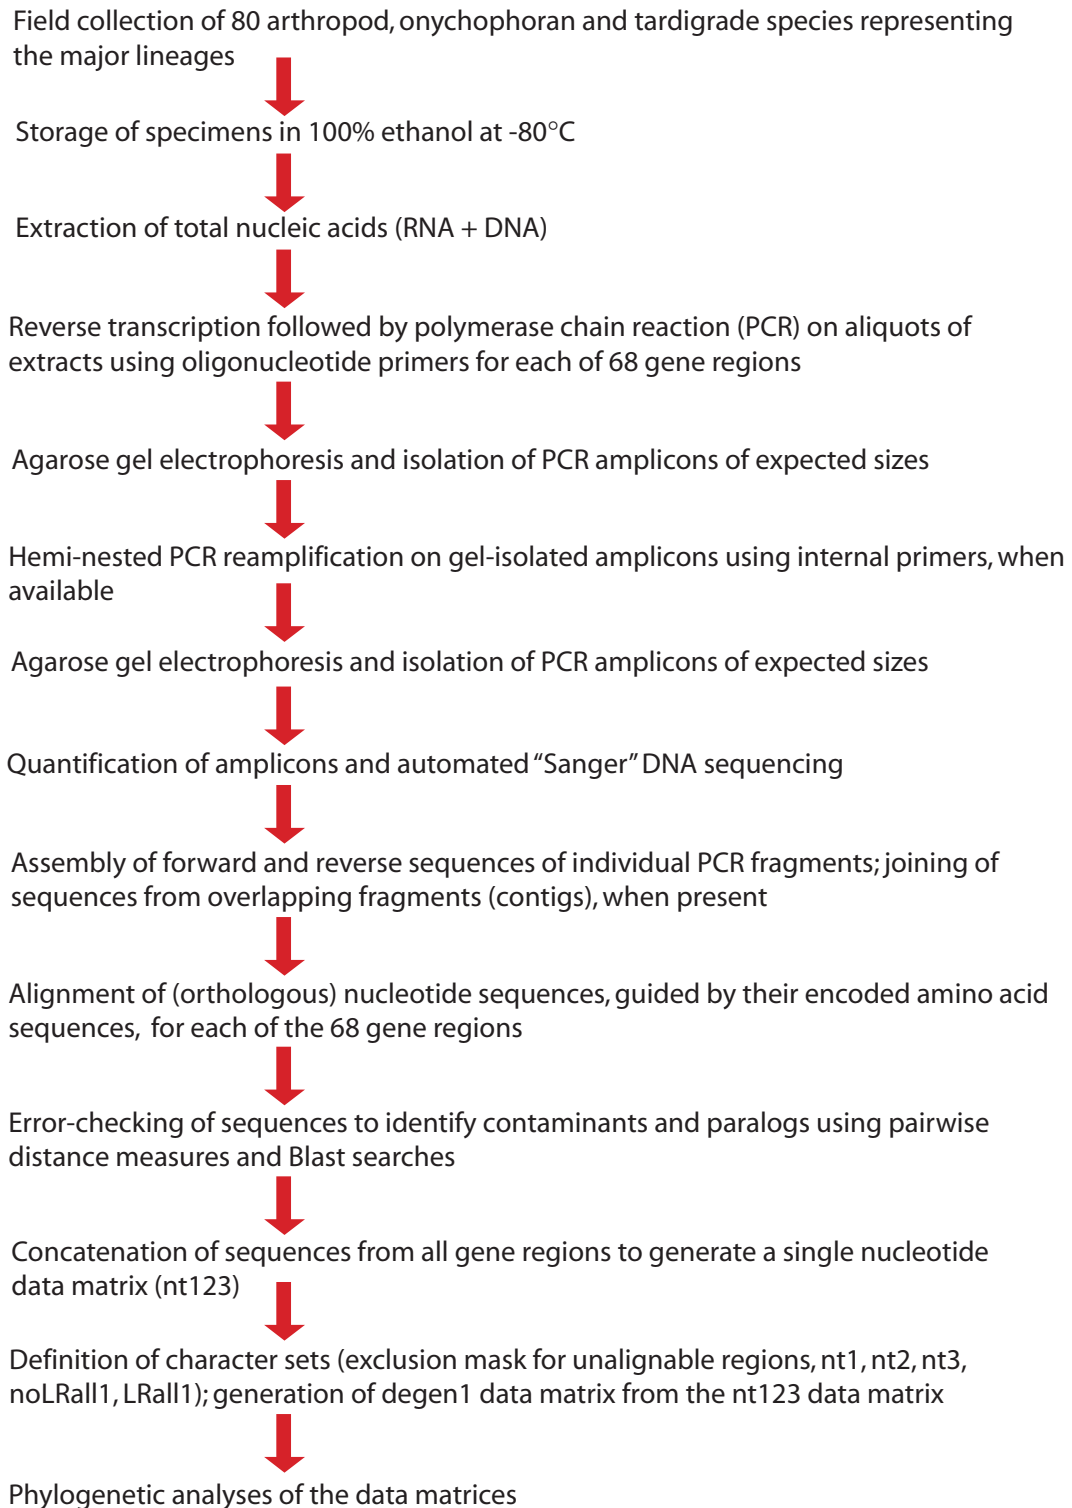 Field collection of 80 arthropod, onychophoran and tardigrade species representing
the major lineages
Storage of specimens in 100% ethanol at -80°C
Extraction of total nucleic acids (RNA + DNA)
Reverse transcription followed by polymerase chain reaction (PCR) on aliquots of
extracts using oligonucleotide primers for each of 68 gene regions
Agarose gel electrophoresis and isolation of PCR amplicons of expected sizes
Hemi-nested PCR reamplification on gel-isolated amplicons using internal primers, when
available
Agarose gel electrophoresis and isolation of PCR amplicons of expected sizes
Quantification of amplicons and automated “Sanger” DNA sequencing
Assembly of forward and reverse sequences of individual PCR fragments; joining of
sequences from overlapping fragments (contigs), when present
Alignment of (orthologous) nucleotide sequences, guided by their encoded amino acid
sequences, for each of the 68 gene regions
Error-checking of sequences to identify contaminants and paralogs using pairwise
distance measures and Blast searches
Concatenation of sequences from all gene regions to generate a single nucleotide
data matrix (nt123)
Definition of character sets (exclusion mask for unalignable regions, nt1, nt2, nt3,
noLRall1, LRall1); generation of degen1 data matrix from the nt123 data matrix
Phylogenetic analyses of the data matrices